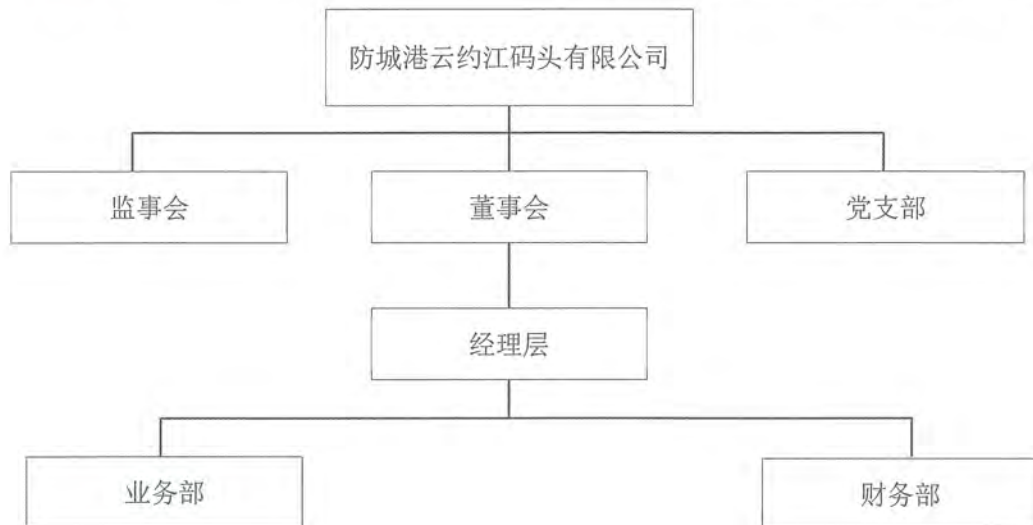 防城港云约江码头有限公司
监事会
董事会
党支部
经理层
业务部
财务部